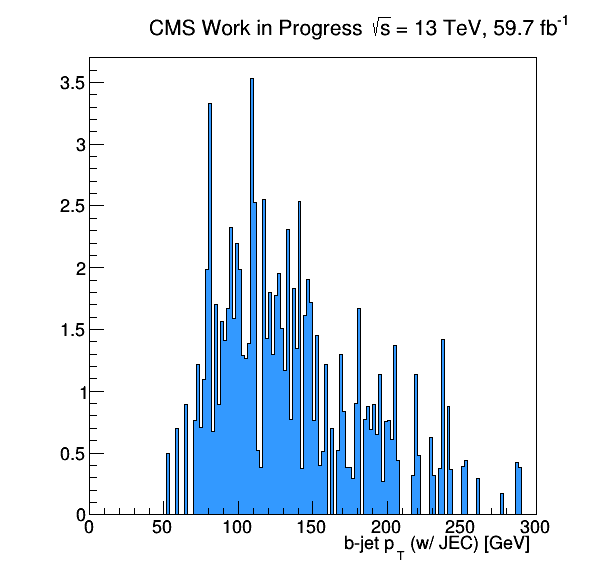 CMS Work in Progress √s = 13 TeV, 59.7 fb⁻¹
3.5
3
2.5
2
1.5
1
0.5
0
0 50 100 150 200 250 300
b-jet p_T (w/ JEC) [GeV]